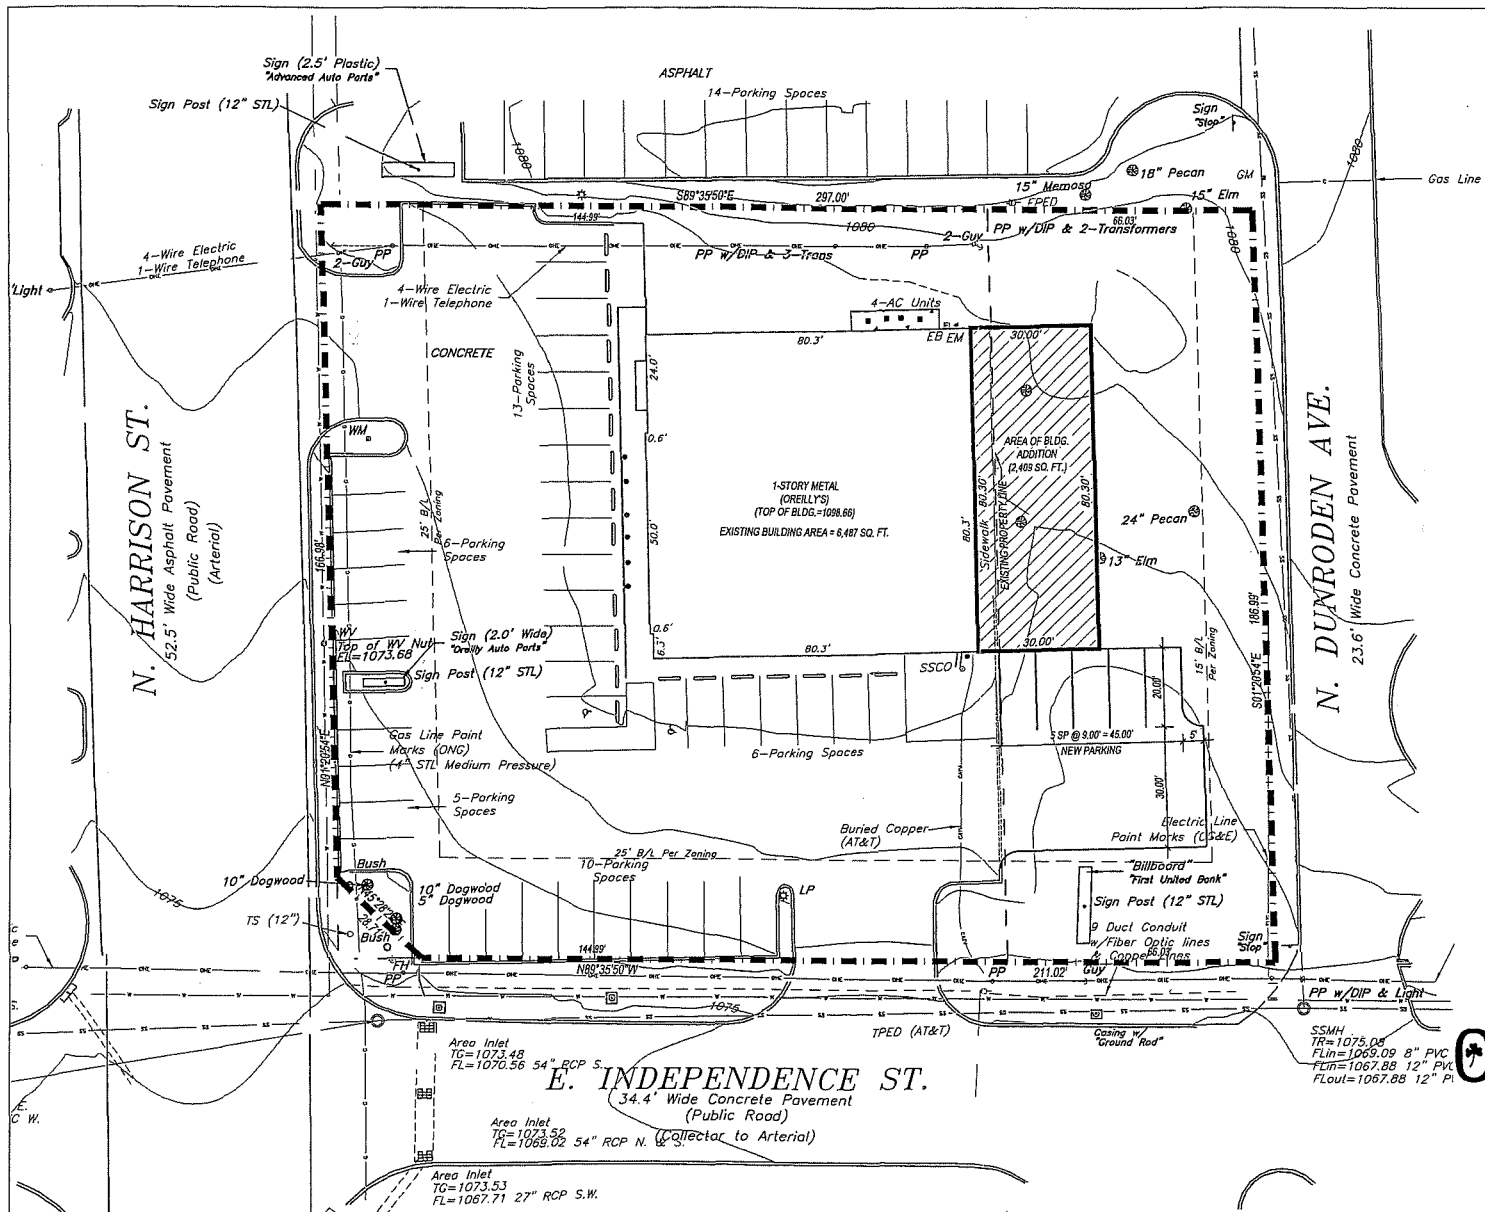 Sign (2.5' Plastic)
"Advanced Auto Parts"
Sign Post (12" STL)
ASPHALT
14-Parking Spaces
1080
Sign
"Stop"
1080
18" Pecan
GM
Gas Line
15" Memosa
15" Elm
EPED
S89°35'50"E
297.00'
144.99'
66.03'
1080
1080
2-Guy
PP w/DIP & 2-Transformers
4-Wire Electric
1-Wire Telephone
PP
2-Guy
PP w/DIP & 3-Trans
PP
Light
4-Wire Electric
1-Wire Telephone
4-AC Units
EB EM
30.00'
80.3'
CONCRETE
24.0'
13-Parking
Spaces
N. HARRISON ST.
52.5' Wide Asphalt Pavement
(Public Road)
(Arterial)
WM
0.6'
25' B/L
Per Zoning
166.98'
AREA OF BLDG.
ADDITION
(2,409 SQ. FT.)
1-STORY METAL
(OREILLY'S)
(TOP OF BLDG.=1098.66)
EXISTING BUILDING AREA = 6,487 SQ. FT.
80.3'
Sidewalk
80.30'
EXISTING PROPERTY LINE
80.30'
24" Pecan
13" Elm
N. DUNRODEN AVE.
23.6' Wide Concrete Pavement
50.0'
6-Parking
Spaces
186.99'
S01°20'54"E
15' B/L
Per Zoning
WV
Top of WV Nut
EL=1073.68
Sign (2.0' Wide)
"Oreilly Auto Parts"
Sign Post (12" STL)
0.6'
6.3'
80.3'
30.00'
SSCO
20.00'
N01°20'54"E
Gas Line Paint
Marks (ONG)
(4" STL Medium Pressure)
6-Parking Spaces
5 SP @ 9.00' = 45.00'
5'
NEW PARKING
30.00'
5-Parking
Spaces
Buried Copper
(AT&T)
Electric Line
Paint Marks (OG&E)
25' B/L Per Zoning
10-Parking
Spaces
Bush
10" Dogwood
10" Dogwood
5" Dogwood
1075
TS (12")
Bush
LP
"Billboard"
"First United Bank"
Sign Post (12" STL)
9 Duct Conduit
w/Fiber Optic lines
& Copper Lines
Sign
"Stop"
FH
PP
144.99'
N89°35'50"W
PP
211.02'
66.03'
Guy
PP w/DIP & Light
1075
TPED (AT&T)
Casing w/
"Ground Rod"
Area Inlet
TG=1073.48
FL=1070.56 54" RCP S.
SSMH
TR=1075.08
FLin=1069.09 8" PVC
FLin=1067.88 12" PVC
FLout=1067.88 12"
E. INDEPENDENCE ST.
34.4' Wide Concrete Pavement
(Public Road)
(Collector to Arterial)
Area Inlet
TG=1073.52
FL=1069.02 54" RCP N. & S.
Area Inlet
TG=1073.53
FL=1067.71 27" RCP S.W.